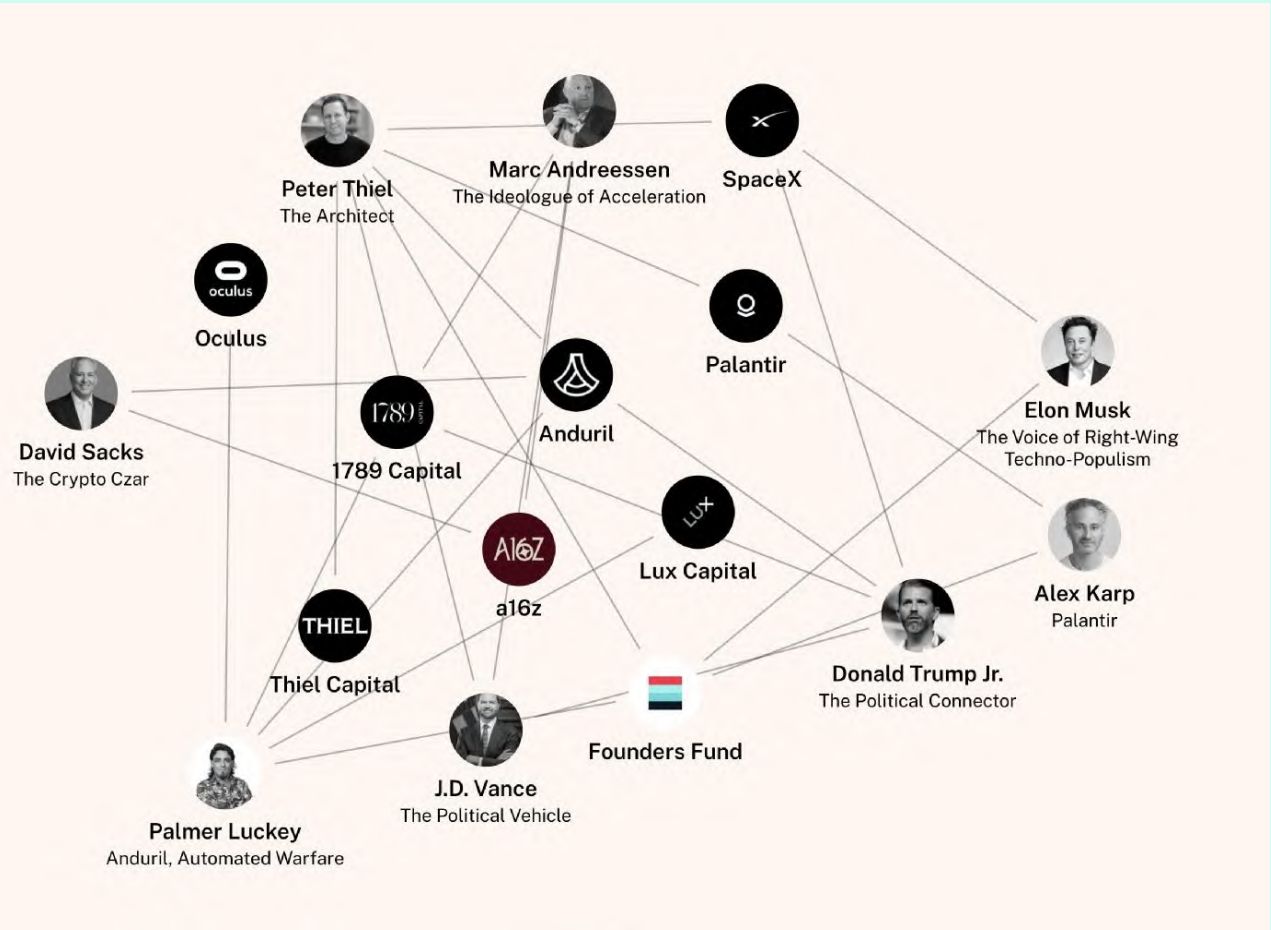 Peter Thiel
The Architect
Marc Andreessen
The Ideologue of Acceleration
SpaceX
oculus
Oculus
Palantir
Elon Musk
The Voice of Right-Wing
Techno-Populism
David Sacks
The Crypto Czar
1789 CAPITAL
1789 Capital
Anduril
LUX
Lux Capital
A16Z
a16z
Alex Karp
Palantir
THIEL
Thiel Capital
Donald Trump Jr.
The Political Connector
Founders Fund
J.D. Vance
The Political Vehicle
Palmer Luckey
Anduril, Automated Warfare